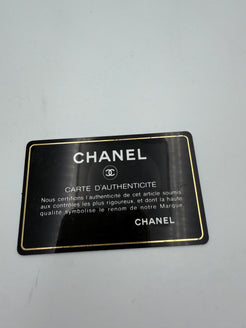 CHANEL
CARTE D'AUTHENTICITE
Nous certifions l'authenticité de cet article soumis
aux contrôles les plus rigoureux, et dont la haute
qualité symbolise le renom de notre Marque.
CHANEL